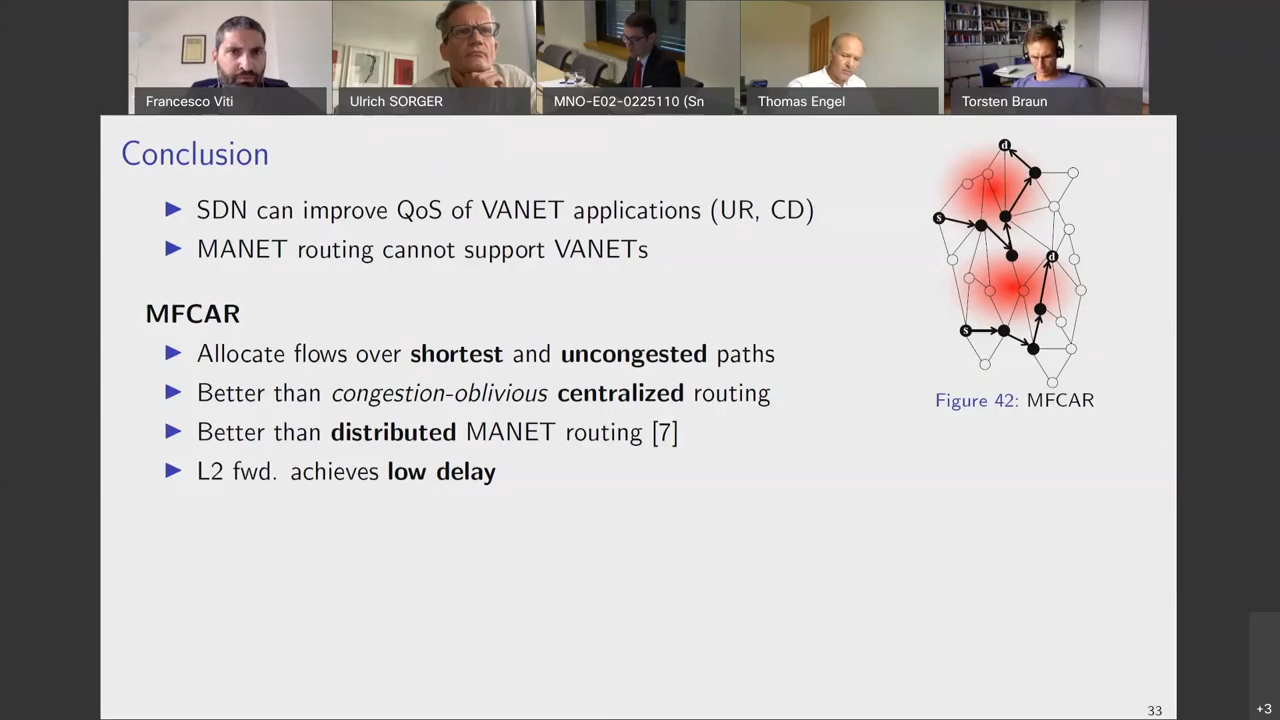 Francesco Viti
Ulrich SORGER
MNO-E02-0225110 (Sn
Thomas Engel
Torsten Braun
Conclusion
▶ SDN can improve QoS of VANET applications (UR, CD)
▶ MANET routing cannot support VANETs
MFCAR
▶ Allocate flows over shortest and uncongested paths
▶ Better than congestion-oblivious centralized routing
▶ Better than distributed MANET routing [7]
▶ L2 fwd. achieves low delay
d
s
d
s
Figure 42: MFCAR
33
+3